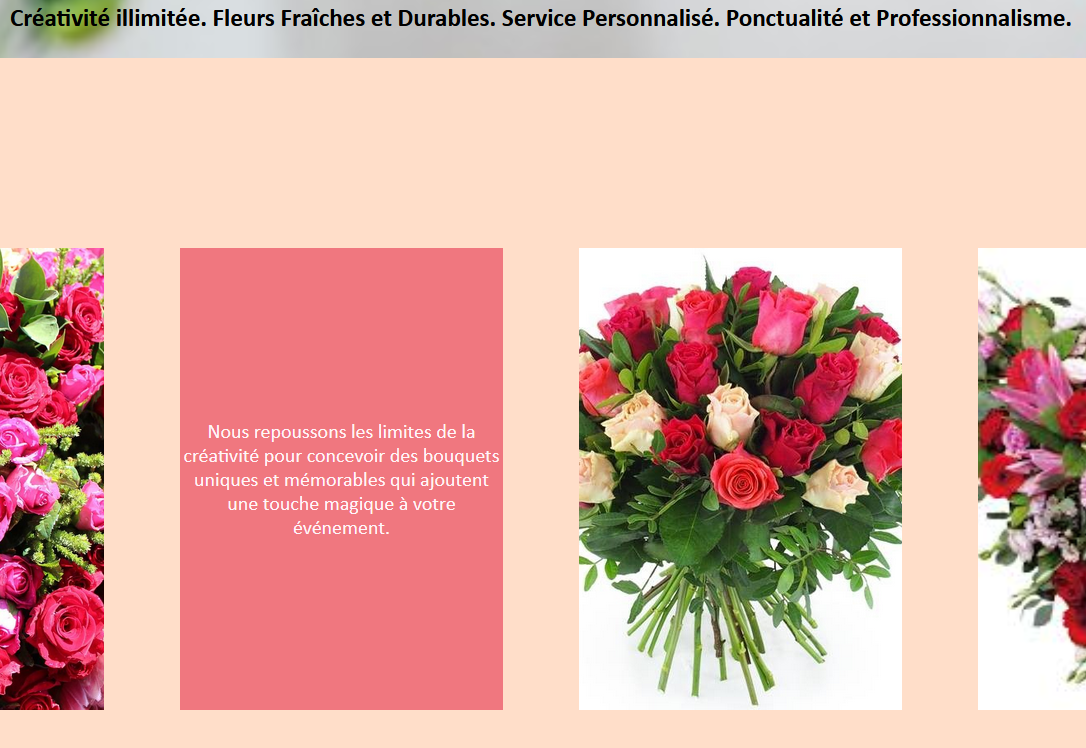 Créativité illimitée. Fleurs Fraîches et Durables. Service Personnalisé. Ponctualité et Professionnalisme.
Nous repoussons les limites de la
créativité pour concevoir des bouquets
uniques et mémorables qui ajoutent
une touche magique à votre
événement.